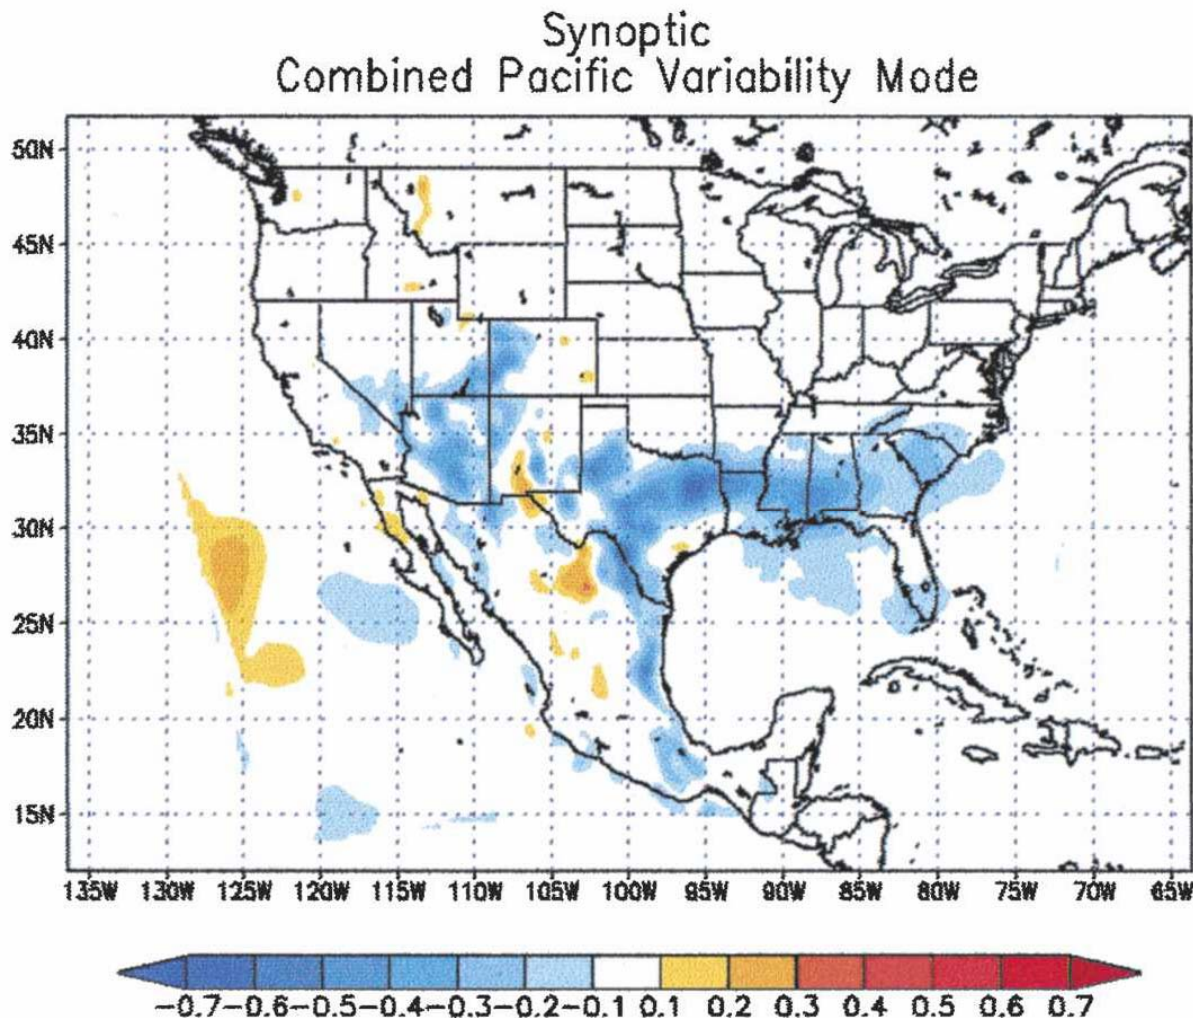 Synoptic
Combined Pacific Variability Mode
50N
45N
40N
35N
30N
25N
20N
15N
135W 130W 125W 120W 115W 110W 105W 100W 95W 90W 85W 80W 75W 70W 65W
-0.7 -0.6 -0.5 -0.4 -0.3 -0.2 -0.1 0.1 0.2 0.3 0.4 0.5 0.6 0.7